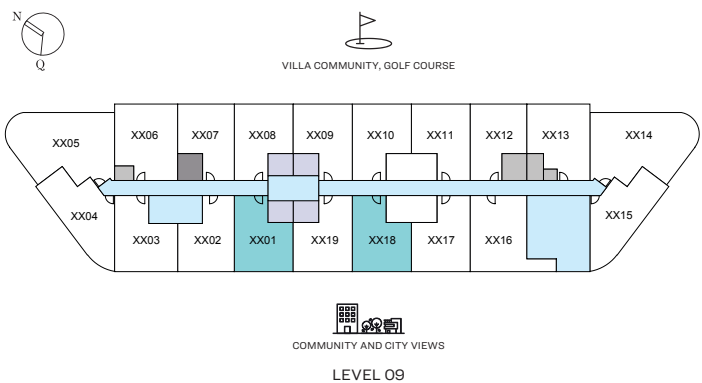 N
Q
VILLA COMMUNITY, GOLF COURSE
XX05
XX06
XX07
XX08
XX09
XX10
XX11
XX12
XX13
XX14
XX04
XX03
XX02
XX01
XX19
XX18
XX17
XX16
XX15
COMMUNITY AND CITY VIEWS
LEVEL 09